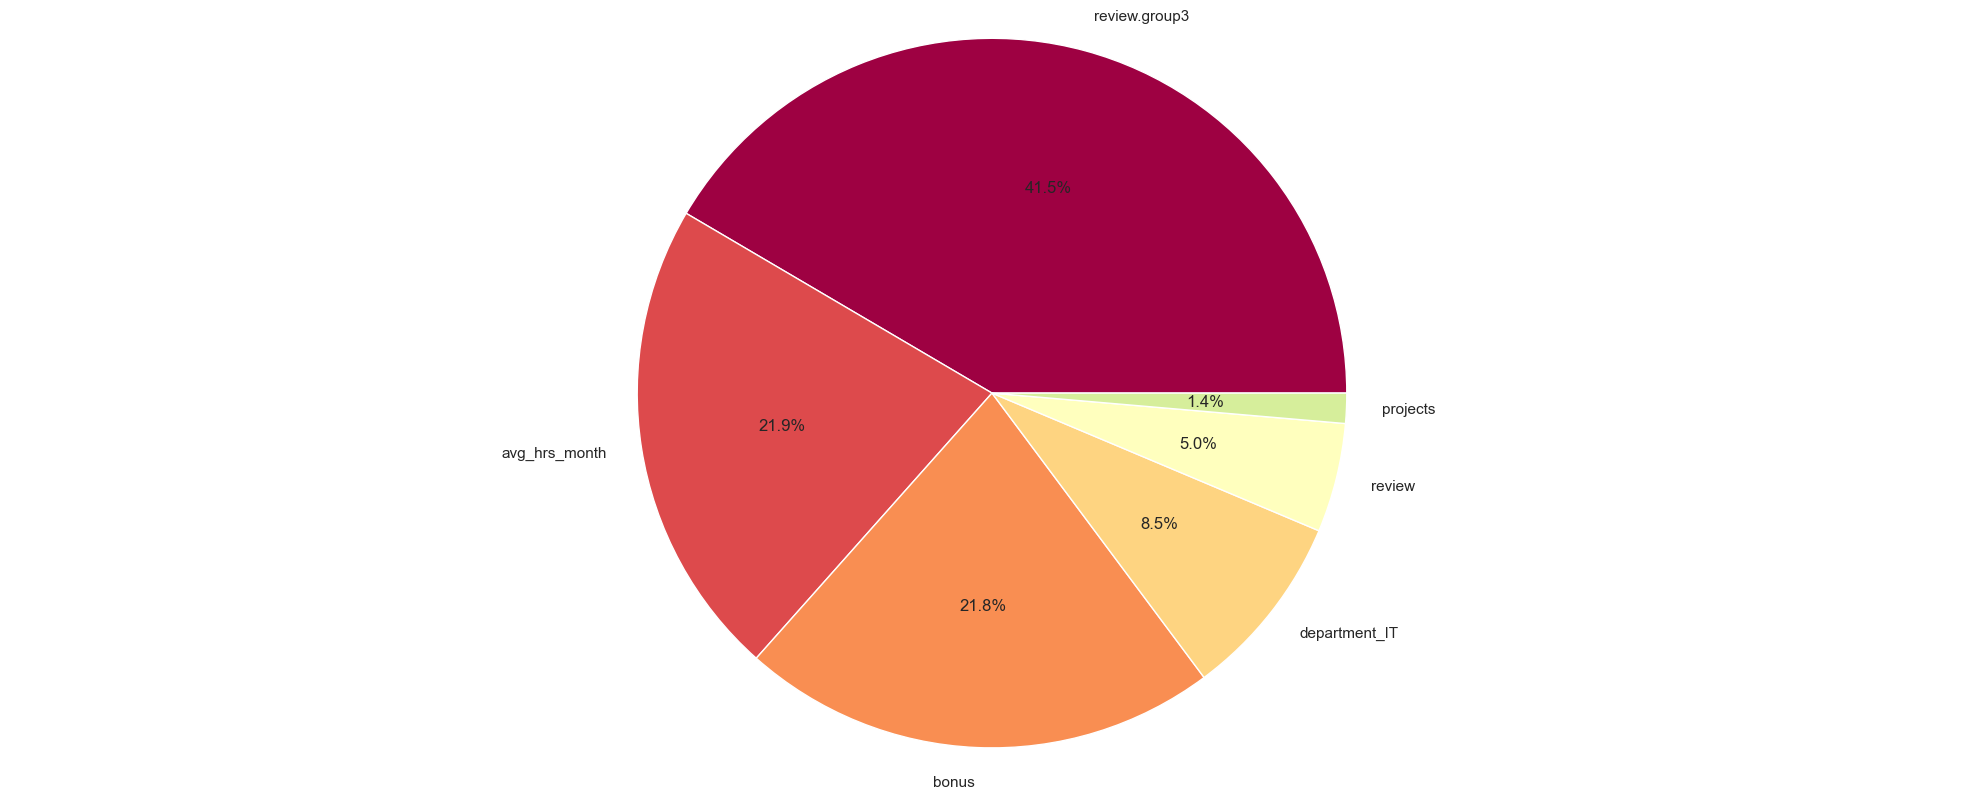 review.group3
41.5%
21.9%
avg_hrs_month
21.8%
bonus
8.5%
department_IT
5.0%
review
1.4%
projects